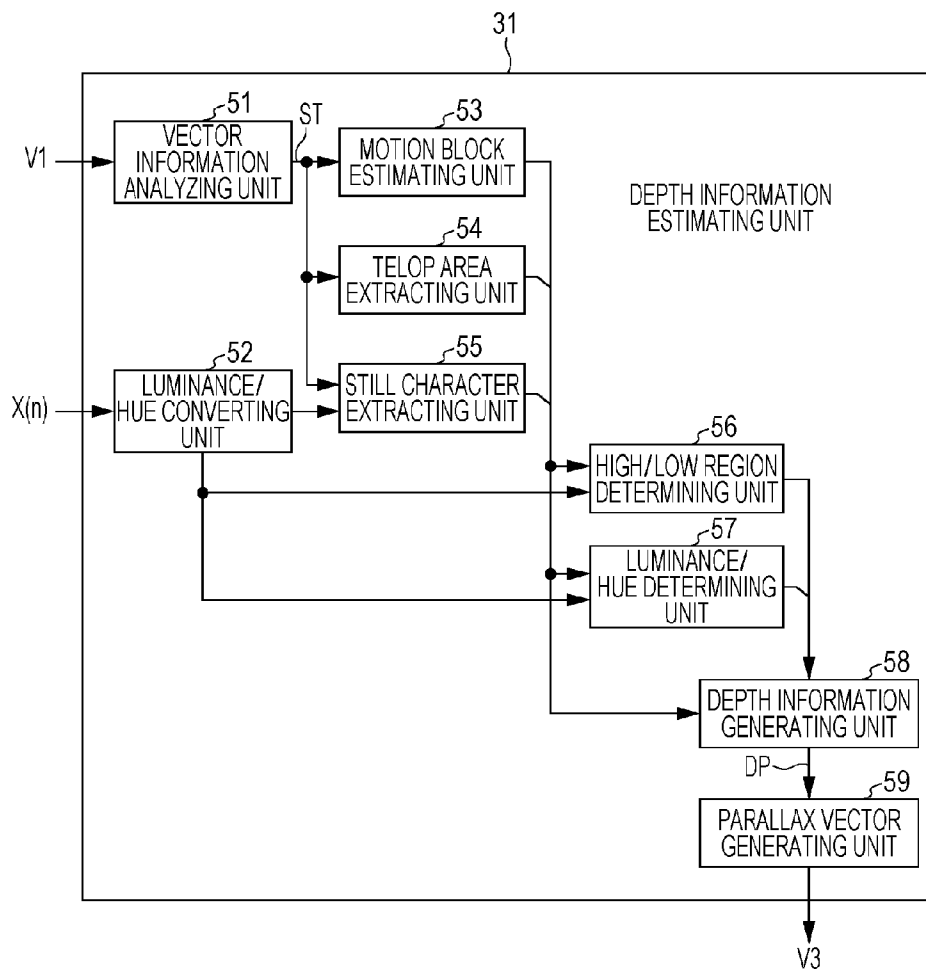 31
51
VECTOR
INFORMATION
ANALYZING UNIT
V1
ST
53
MOTION BLOCK
ESTIMATING UNIT
DEPTH INFORMATION
ESTIMATING UNIT
54
TELOP AREA
EXTRACTING UNIT
52
LUMINANCE/
HUE CONVERTING
UNIT
X(n)
55
STILL CHARACTER
EXTRACTING UNIT
56
HIGH/LOW REGION
DETERMINING UNIT
57
LUMINANCE/
HUE DETERMINING
UNIT
58
DEPTH INFORMATION
GENERATING UNIT
DP
59
PARALLAX VECTOR
GENERATING UNIT
V3